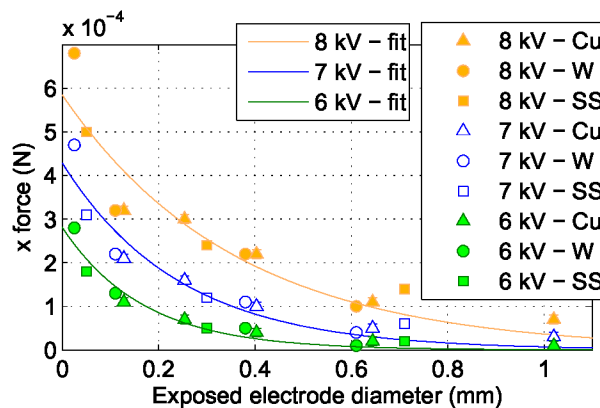 x 10⁻⁴
6
5
4
3
2
1
0
x force (N)
0
0.2
0.4
0.6
0.8
1
Exposed electrode diameter (mm)
8 kV – fit
7 kV – fit
6 kV – fit
8 kV – Cu
8 kV – W
8 kV – SS
7 kV – Cu
7 kV – W
7 kV – SS
6 kV – Cu
6 kV – W
6 kV – SS